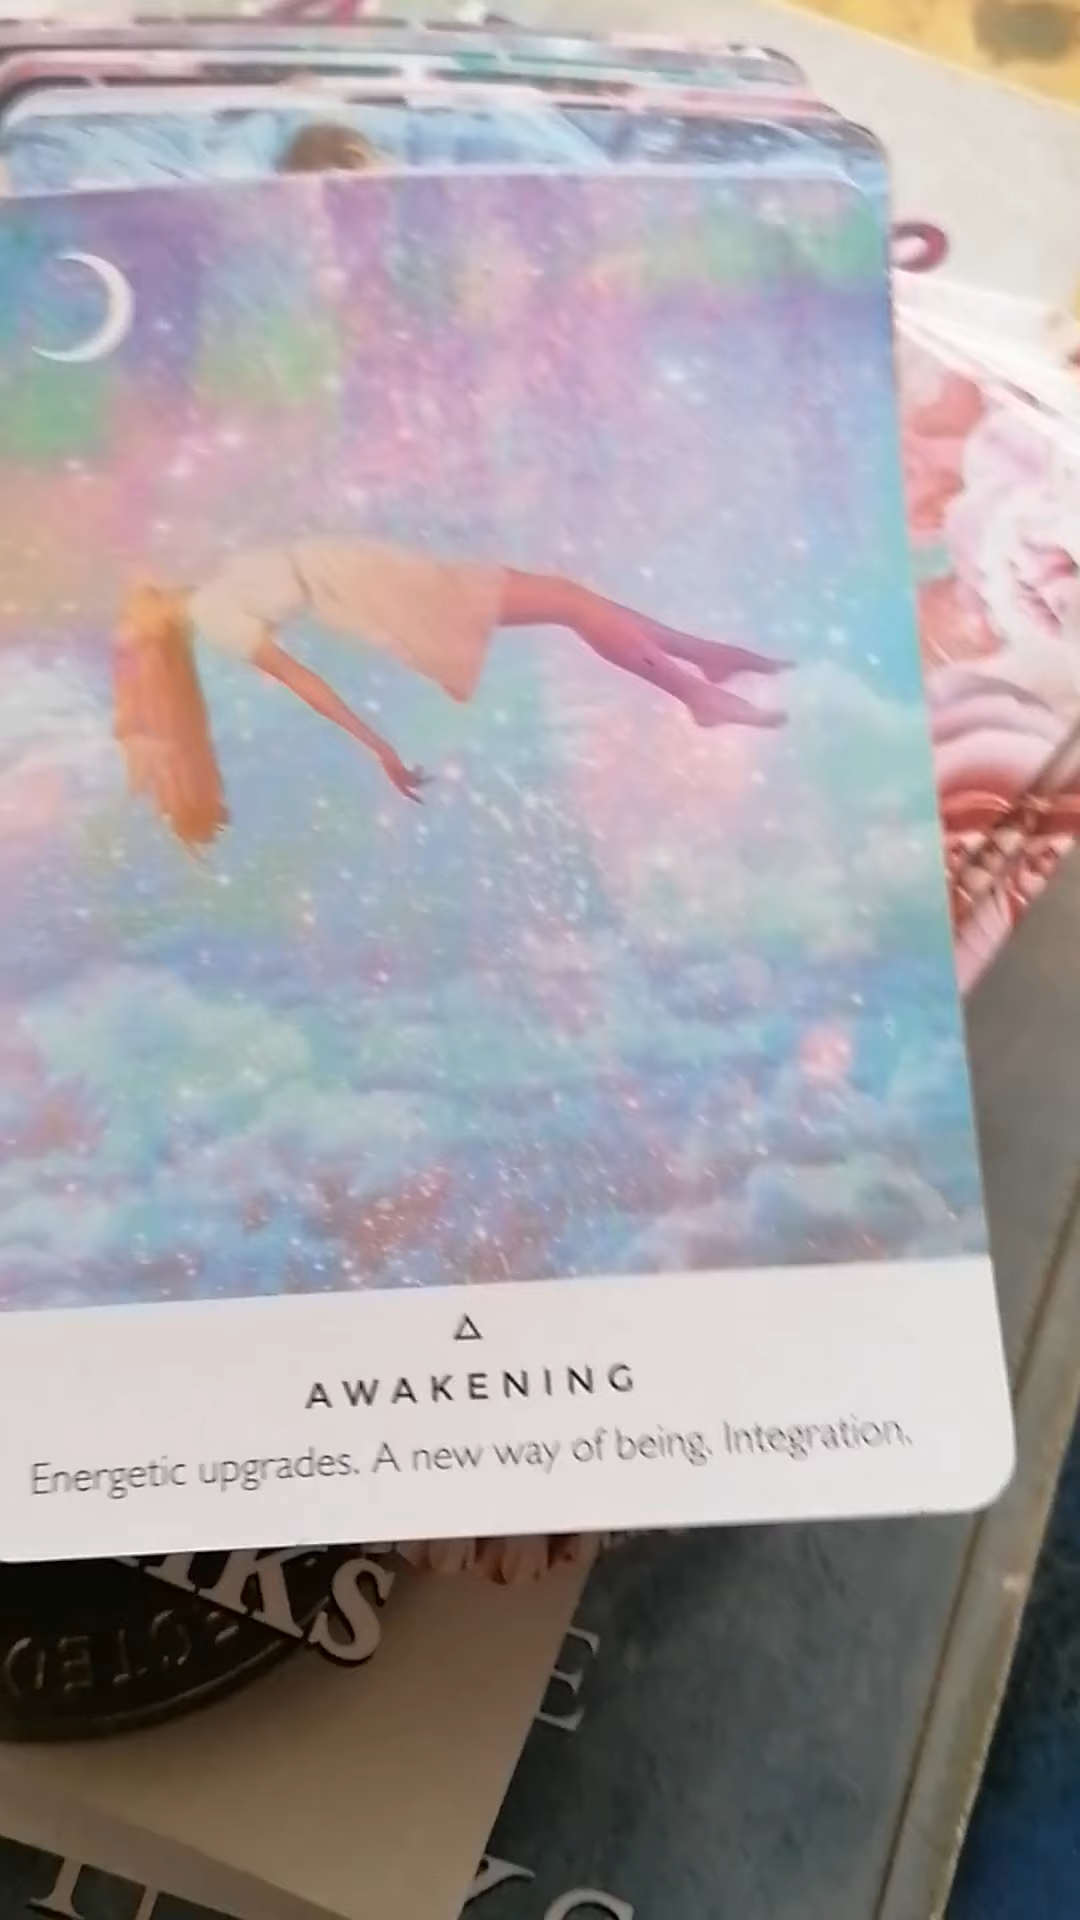 AWAKENING
Energetic upgrades. A new way of being. Integration.